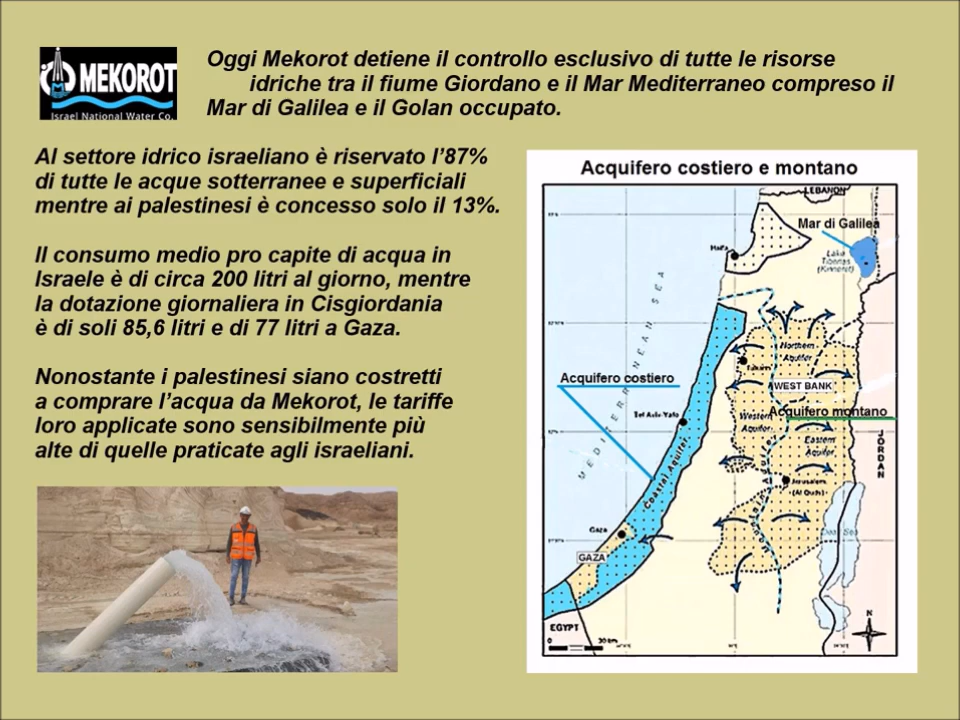 MEKOROT
Israel National Water Co.
Oggi Mekorot detiene il controllo esclusivo di tutte le risorse
idriche tra il fiume Giordano e il Mar Mediterraneo compreso il
Mar di Galilea e il Golan occupato.
Al settore idrico israeliano è riservato l'87%
di tutte le acque sotterranee e superficiali
mentre ai palestinesi è concesso solo il 13%.
Il consumo medio pro capite di acqua in
Israele è di circa 200 litri al giorno, mentre
la dotazione giornaliera in Cisgiordania
è di soli 85,6 litri e di 77 litri a Gaza.
Nonostante i palestinesi siano costretti
a comprare l'acqua da Mekorot, le tariffe
loro applicate sono sensibilmente più
alte di quelle praticate agli israeliani.
Acquifero costiero e montano
LEBANON
Mar di Galilea
Haifa
Lake
Tiberias
(Kinneret)
MEDITERRANEAN SEA
Northern
Aquifer
Tulkarm
Acquifero costiero
WEST BANK
Tel Aviv-Yafo
Acquifero montano
Western
Aquifer
Eastern
Aquifer
JORDAN
Coastal Aquifer
Jerusalem
(Al Quds)
Gaza
Dead Sea
GAZA
EGYPT
N
0 20 km